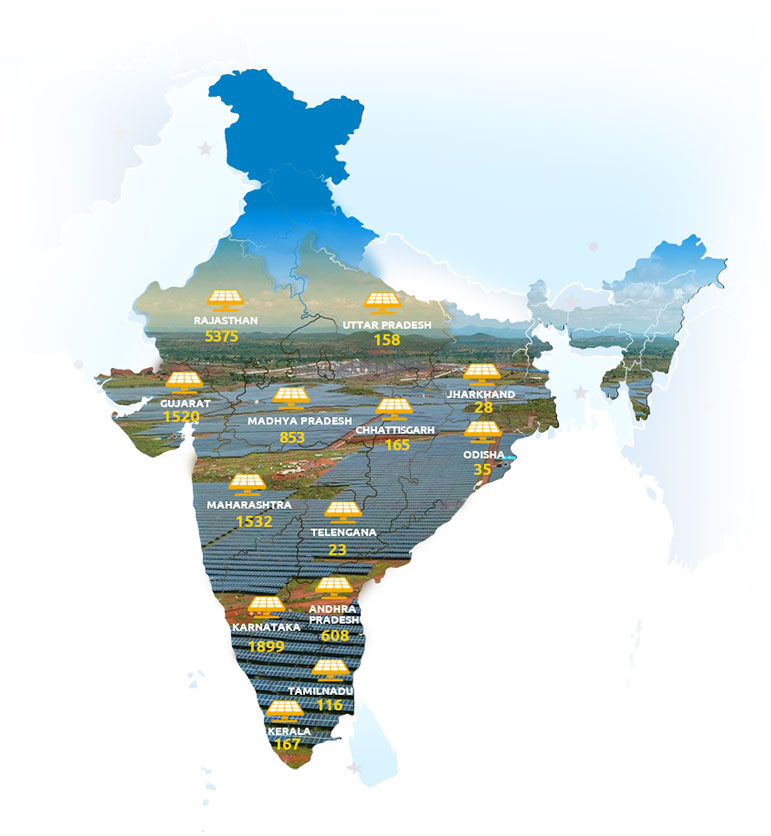 RAJASTHAN
5375
UTTAR PRADESH
158
GUJARAT
1520
MADHYA PRADESH
853
JHARKHAND
28
CHHATTISGARH
165
ODISHA
35
MAHARASHTRA
1532
TELENGANA
23
ANDHRA
PRADESH
608
KARNATAKA
1899
TAMILNADU
116
KERALA
167